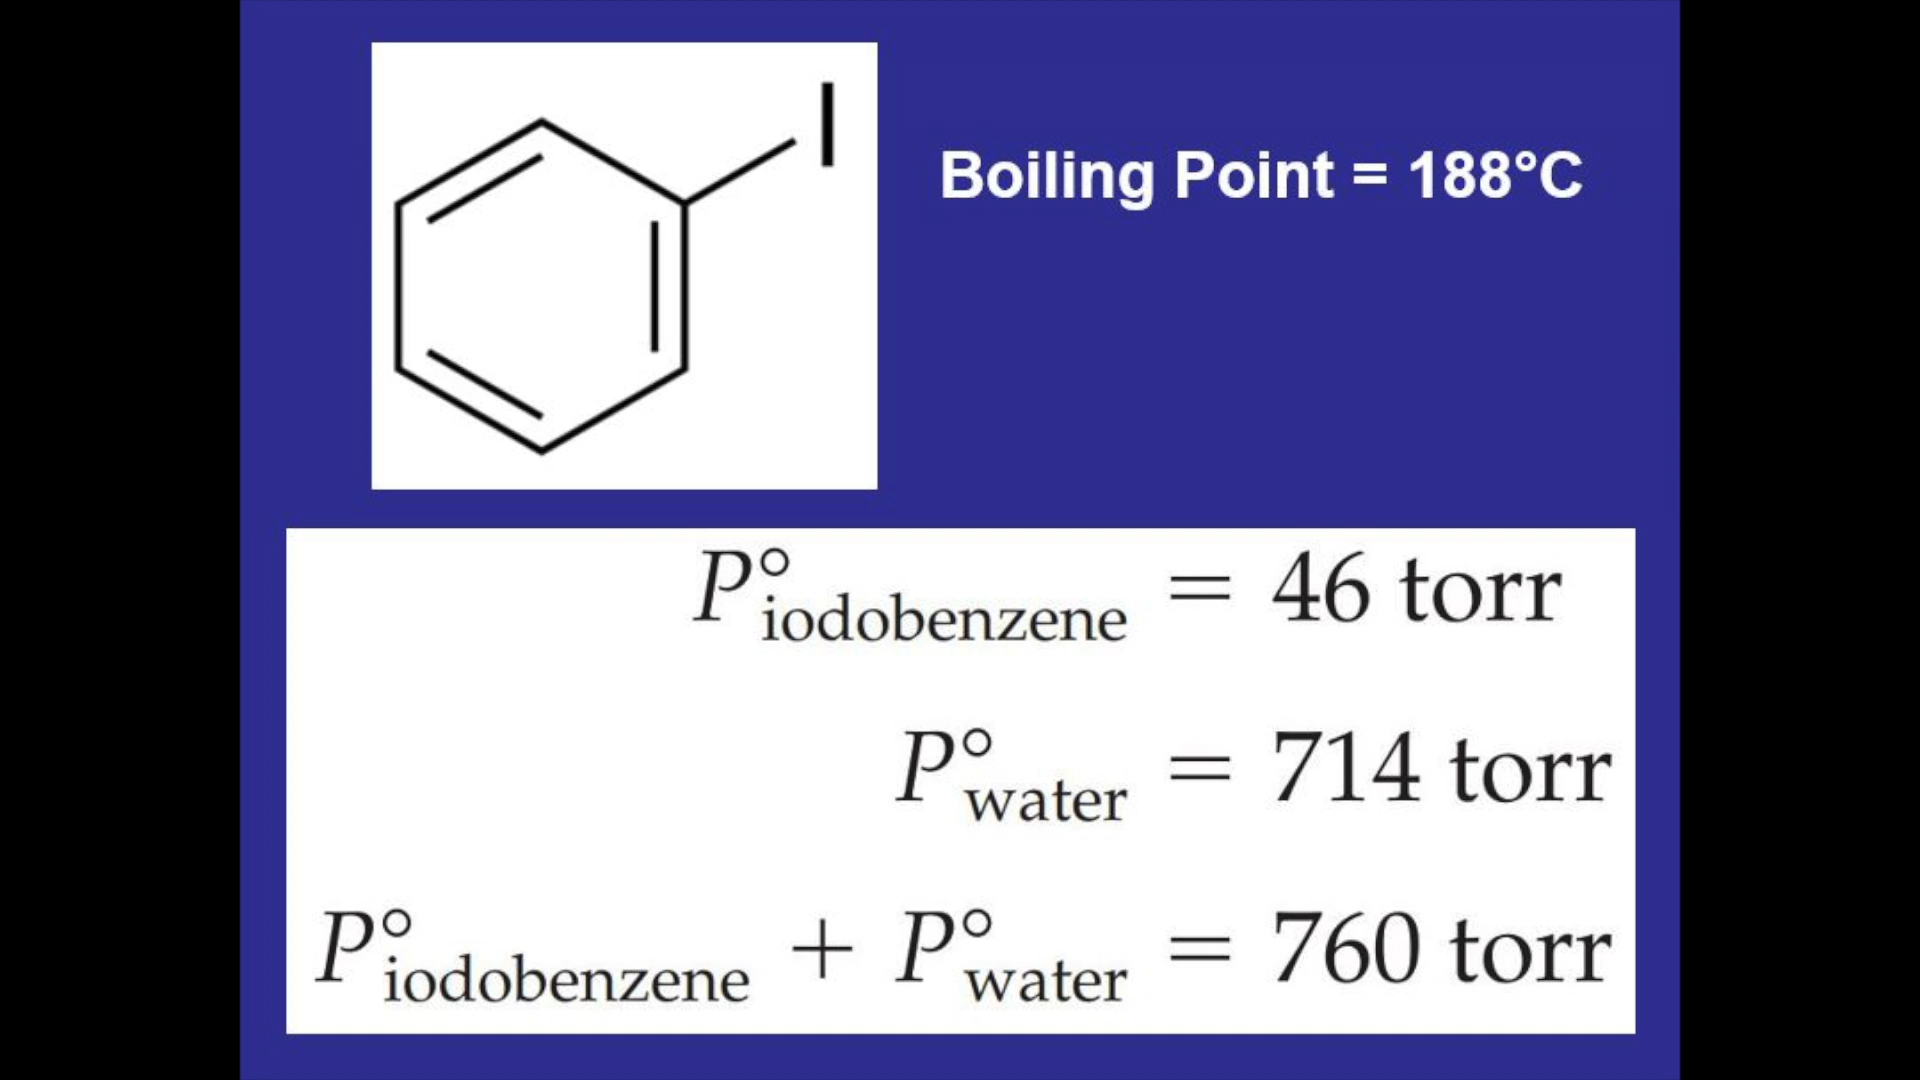 I
Boiling Point = 188°C
P°iodobenzene = 46 torr
P°water = 714 torr
P°iodobenzene + P°water = 760 torr